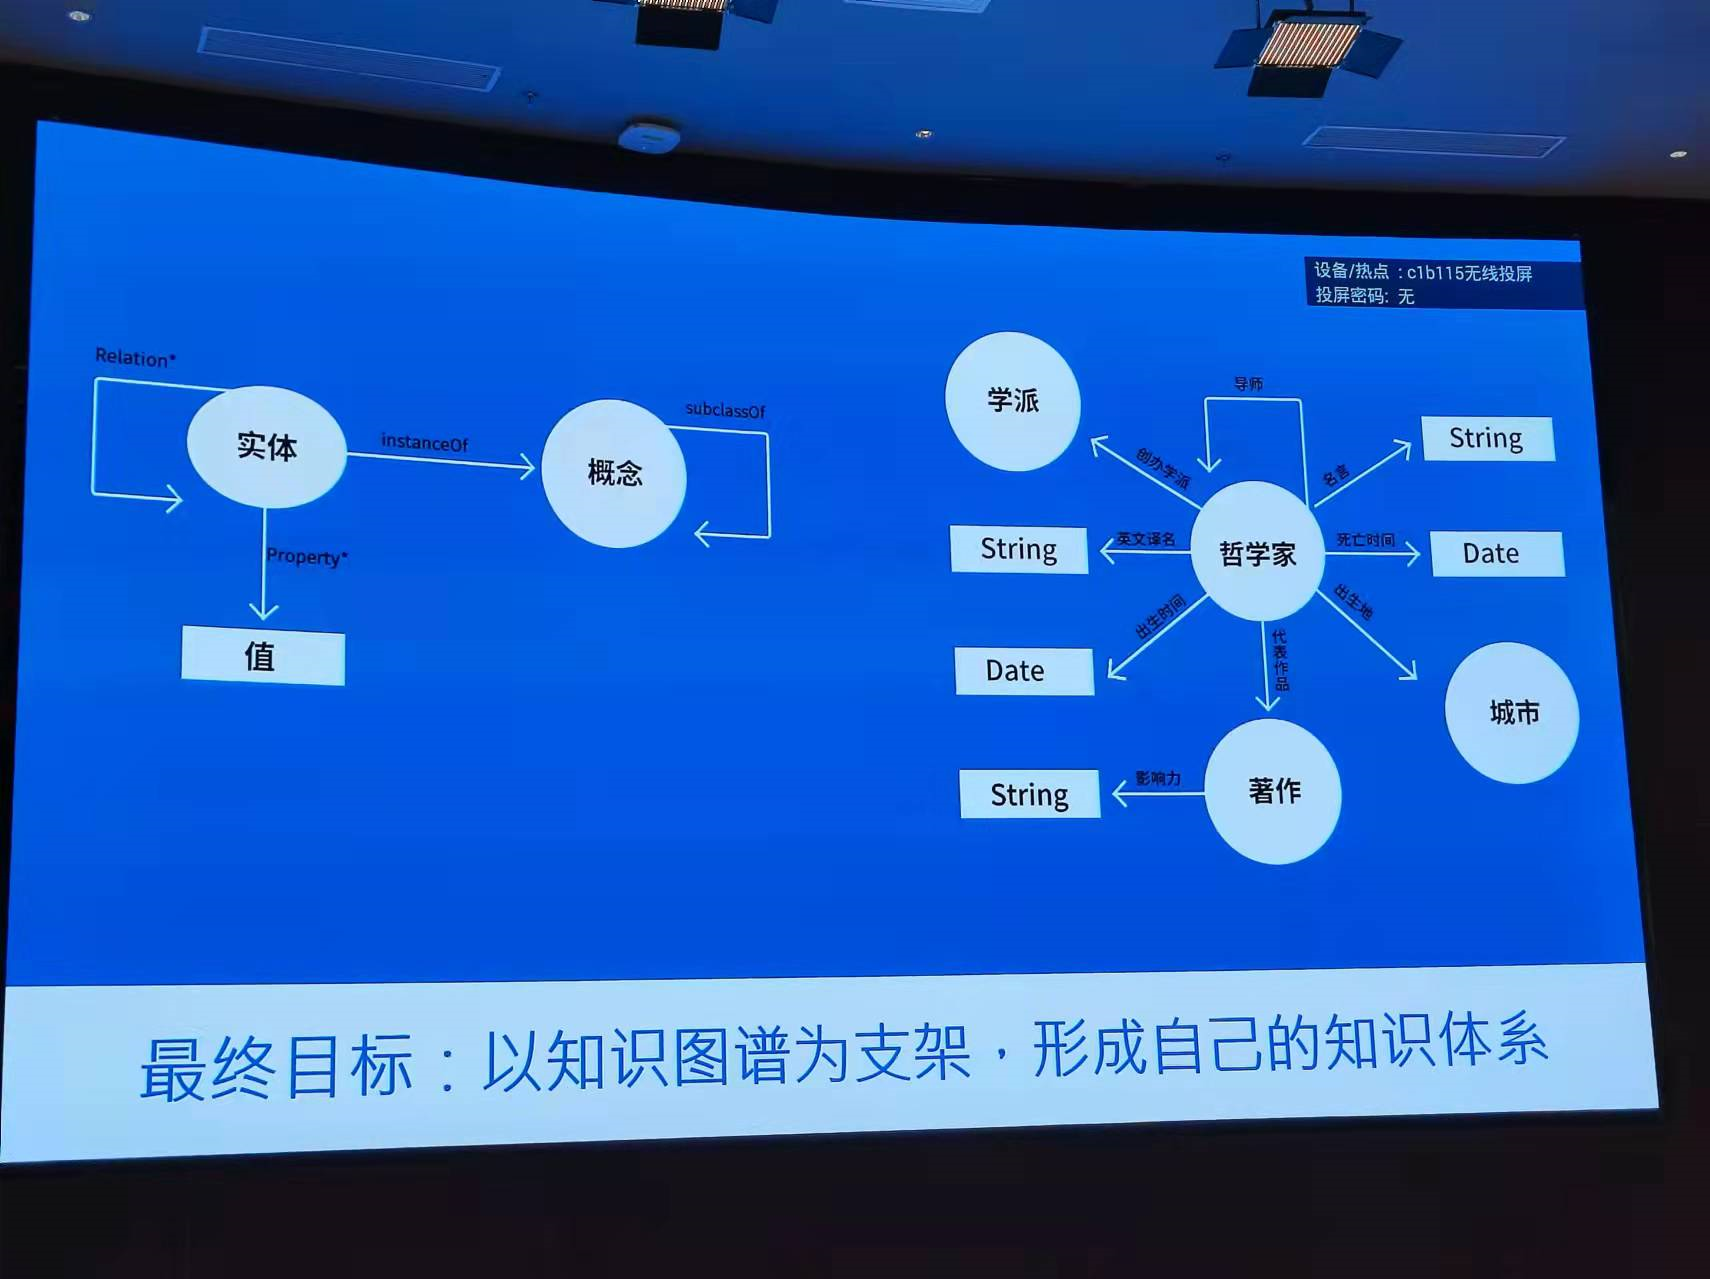 设备/热点：c1b115无线投屏
投屏密码: 无
Relation*
实体
instanceOf
概念
subclassOf
Property*
值
学派
导师
String
创办学派
名言
String
英文译名
哲学家
死亡时间
Date
出生时间
出生地
Date
代表作品
城市
String
影响力
著作
最终目标：以知识图谱为支架，形成自己的知识体系